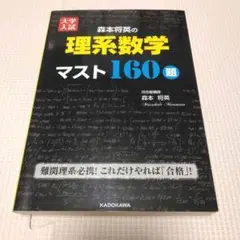 大学
入試
森本将英の
理系数学
マスト160題
河合塾講師
森本 将英
難関理系必携!これだけやれば「合格」!
KADOKAWA